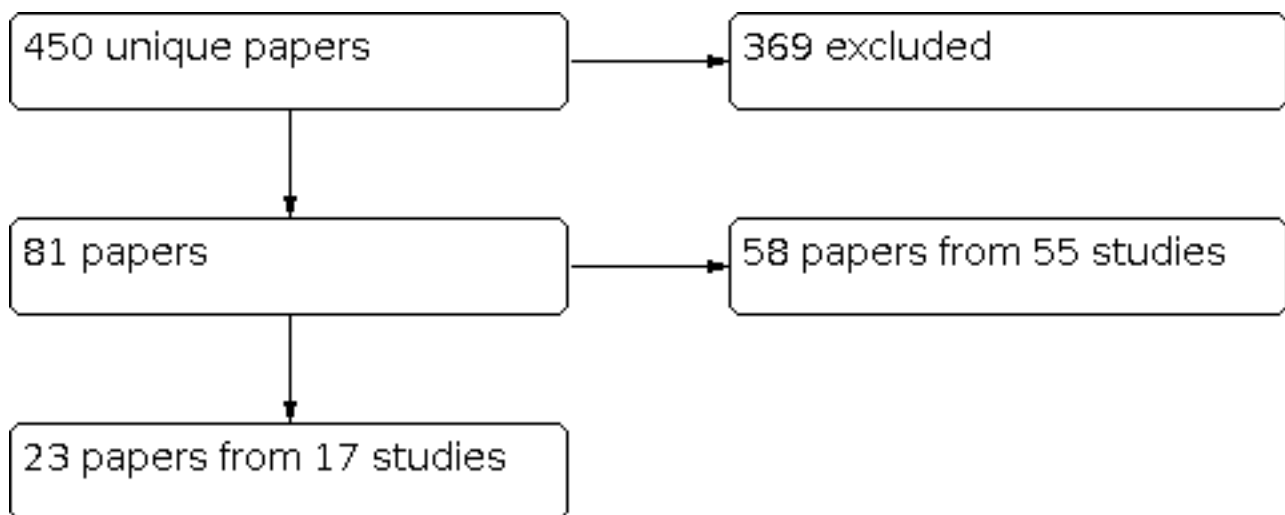 450 unique papers
369 excluded
81 papers
58 papers from 55 studies
23 papers from 17 studies